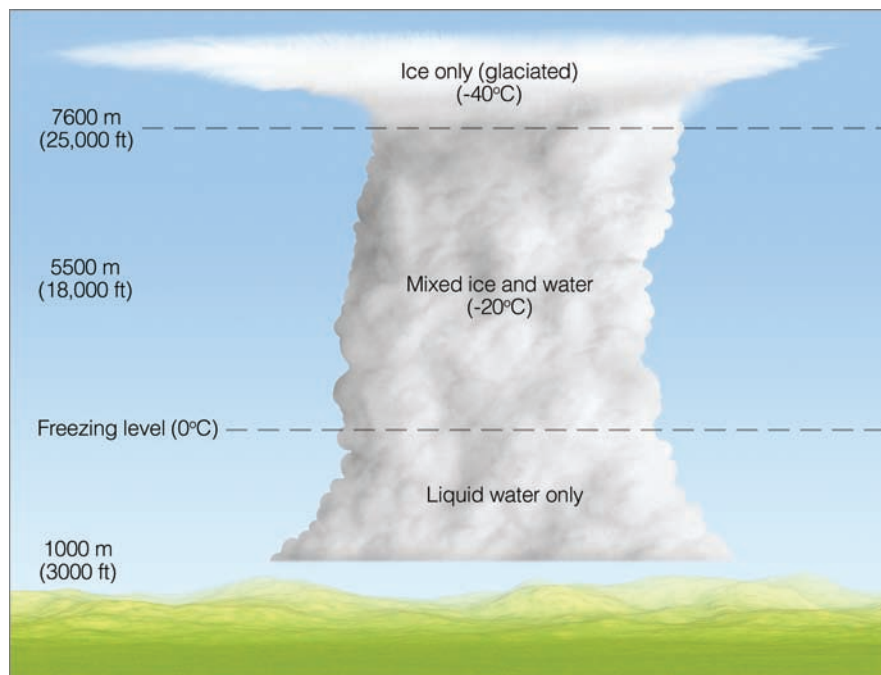 Ice only (glaciated)
(-40°C)
7600 m
(25,000 ft)
5500 m
(18,000 ft)
Mixed ice and water
(-20°C)
Freezing level (0°C)
Liquid water only
1000 m
(3000 ft)